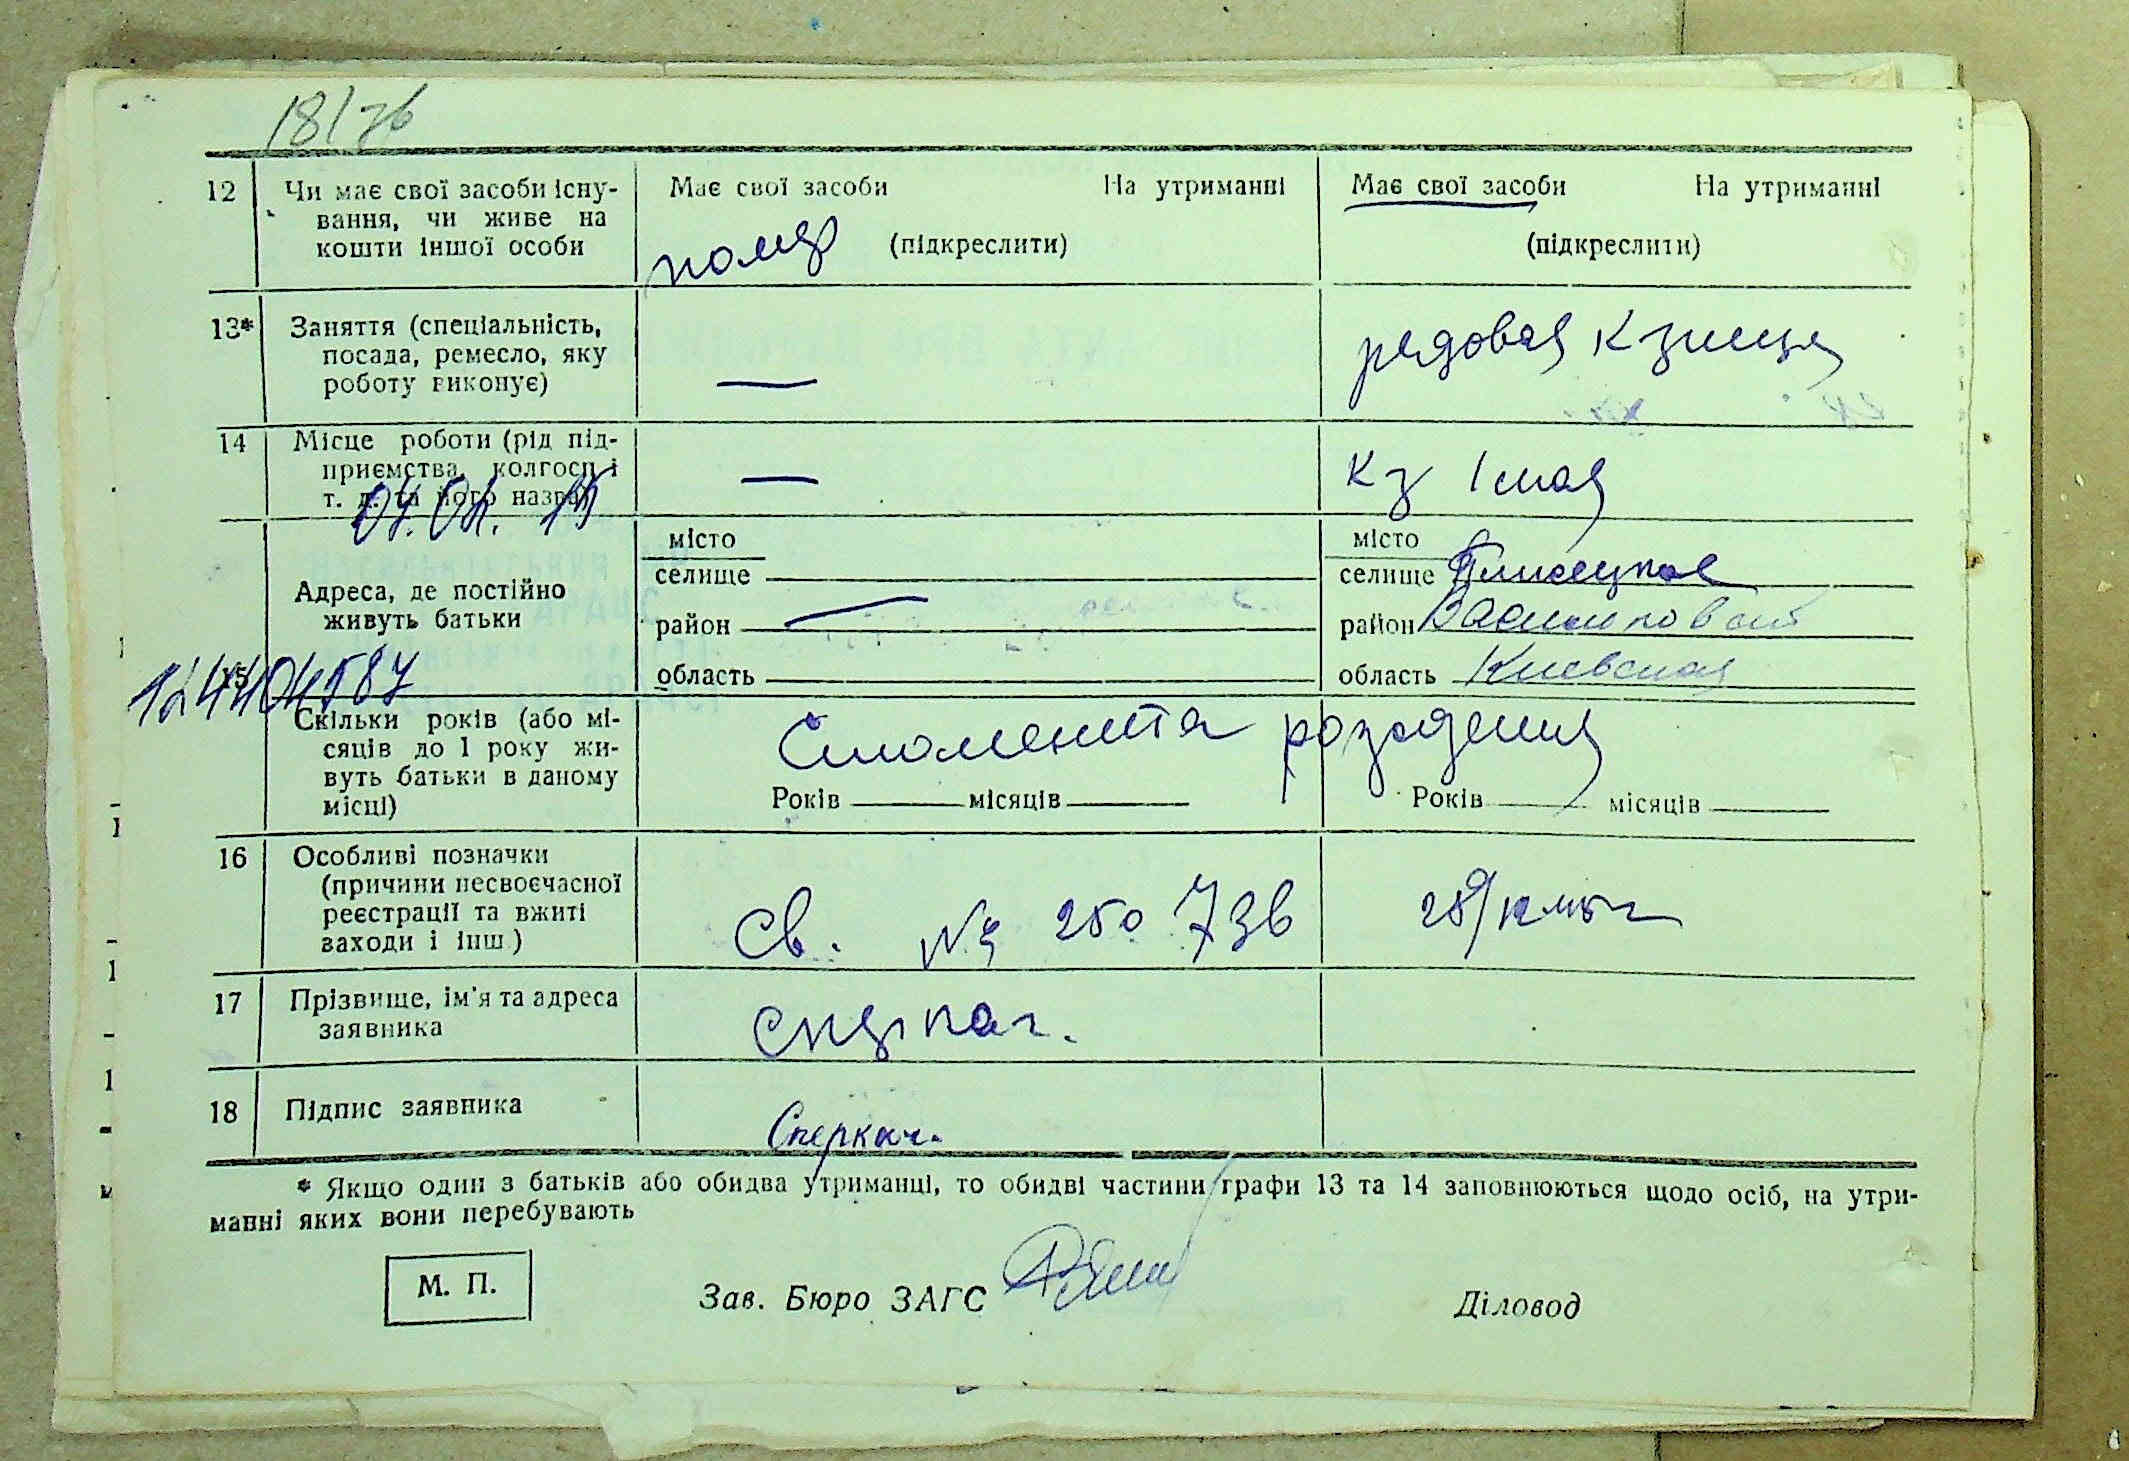 18/76
12 Чи має свої засоби існу-
вання, чи живе на
кошти іншої особи
Має свої засоби На утриманні
(підкреслити)
помер
Має свої засоби На утриманні
(підкреслити)
13* Заняття (спеціальність,
посада, ремесло, яку
роботу виконує)
—
рядовая
14 Місце роботи (рід під-
приємства, колгосп і
т. д. та його назва)
—
кз 1 мая
15 Адреса, де постійно
живуть батьки
місто
селище
район
область
місто
селище
район
область Киевская
Скільки років (або мі-
сяців до 1 року жи-
вуть батьки в даному
місці)
Років місяців
Років місяців
16 Особливі позначки
(причини несвоєчасної
реєстрації та вжиті
заходи і інш.)
Св. № 250 736
17 Прізвище, ім'я та адреса
заявника
18 Підпис заявника
Сперкач.
* Якщо один з батьків або обидва утриманці, то обидві частини графи 13 та 14 заповнюються щодо осіб, на утри-
манні яких вони перебувають
М. П.
Зав. Бюро ЗАГС
Діловод